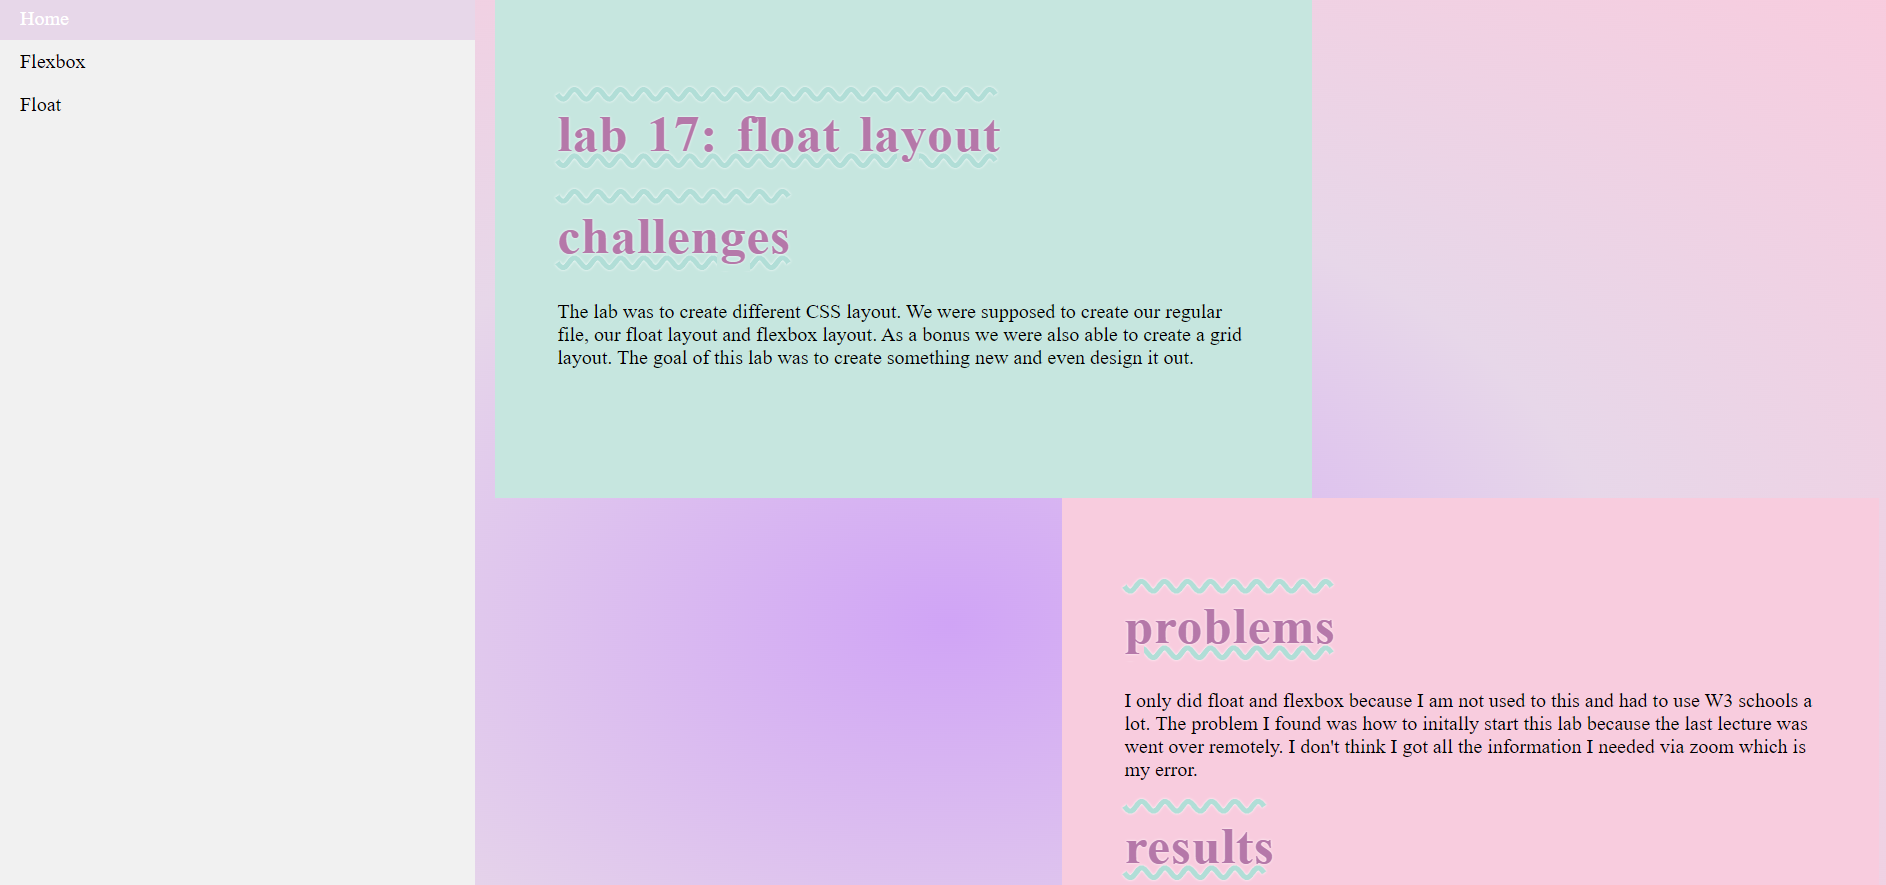 Home
Flexbox
Float
lab 17: float layout
challenges
The lab was to create different CSS layout. We were supposed to create our regular
file, our float layout and flexbox layout. As a bonus we were also able to create a grid
layout. The goal of this lab was to create something new and even design it out.
problems
I only did float and flexbox because I am not used to this and had to use W3 schools a
lot. The problem I found was how to initally start this lab because the last lecture was
went over remotely. I don't think I got all the information I needed via zoom which is
my error.
results